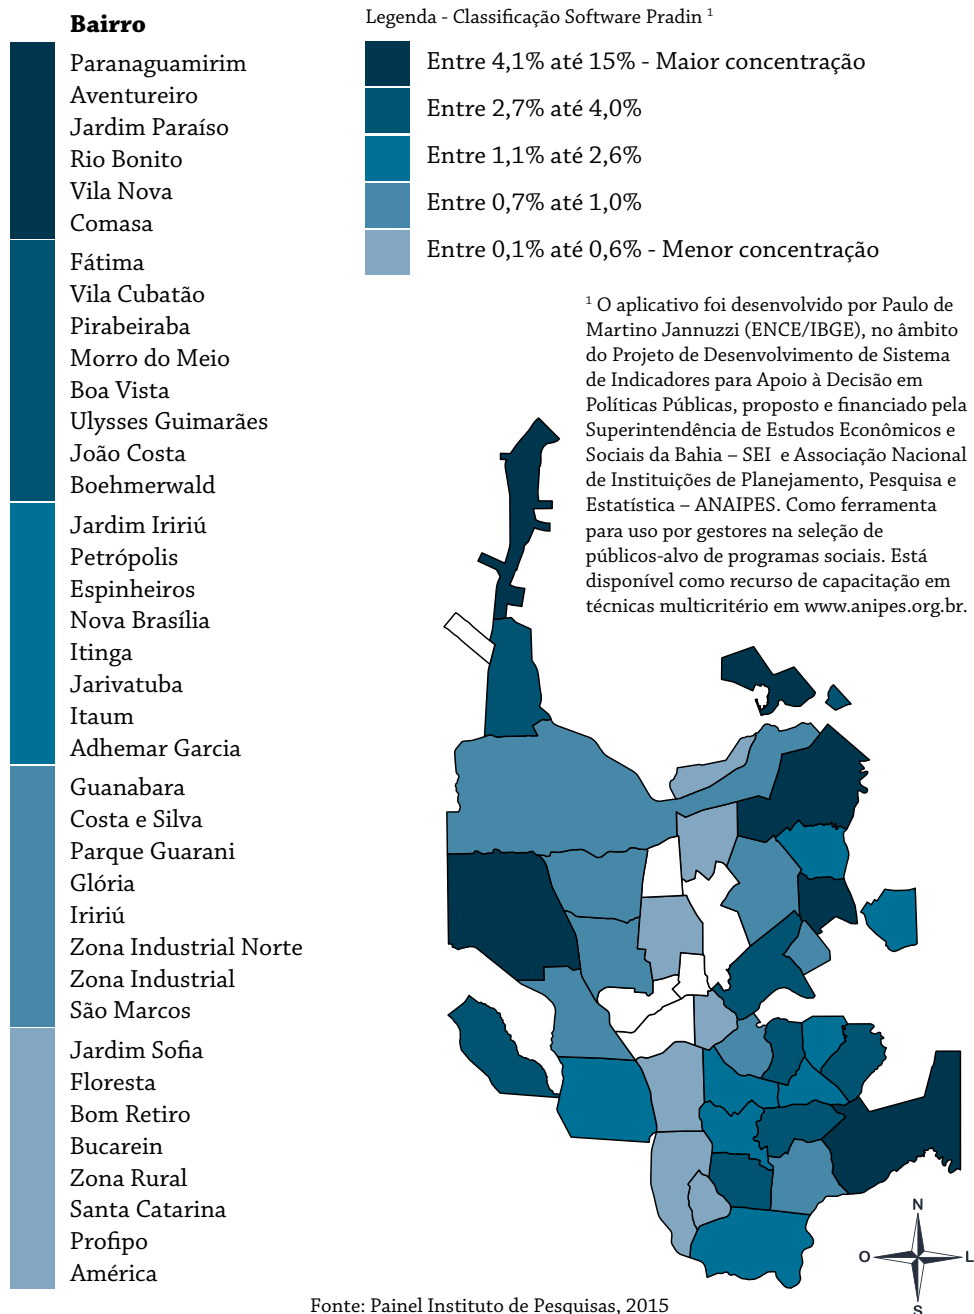 Bairro
Paranaguamirim
Aventureiro
Jardim Paraíso
Rio Bonito
Vila Nova
Comasa
Fátima
Vila Cubatão
Pirabeiraba
Morro do Meio
Boa Vista
Ulysses Guimarães
João Costa
Boehmerwald
Jardim Iririú
Petrópolis
Espinheiros
Nova Brasília
Itinga
Jarivatuba
Itaum
Adhemar Garcia
Guanabara
Costa e Silva
Parque Guarani
Glória
Iririú
Zona Industrial Norte
Zona Industrial
São Marcos
Jardim Sofia
Floresta
Bom Retiro
Bucarein
Zona Rural
Santa Catarina
Profipo
América
Legenda - Classificação Software Pradin ¹
Entre 4,1% até 15% - Maior concentração
Entre 2,7% até 4,0%
Entre 1,1% até 2,6%
Entre 0,7% até 1,0%
Entre 0,1% até 0,6% - Menor concentração
¹ O aplicativo foi desenvolvido por Paulo de
Martino Jannuzzi (ENCE/IBGE), no âmbito
do Projeto de Desenvolvimento de Sistema
de Indicadores para Apoio à Decisão em
Políticas Públicas, proposto e financiado pela
Superintendência de Estudos Econômicos e
Sociais da Bahia – SEI e Associação Nacional
de Instituições de Planejamento, Pesquisa e
Estatística – ANAIPES. Como ferramenta
para uso por gestores na seleção de
públicos-alvo de programas sociais. Está
disponível como recurso de capacitação em
técnicas multicritério em www.anipes.org.br.
N
O L
S
Fonte: Painel Instituto de Pesquisas, 2015